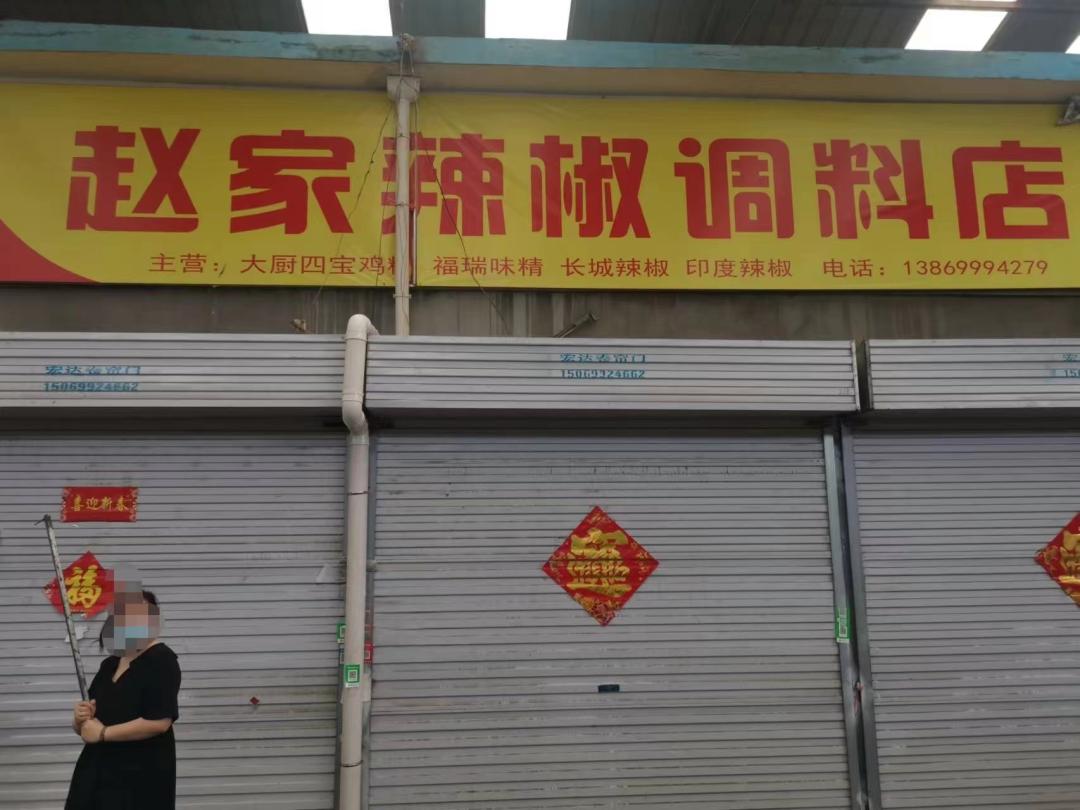 赵家辣椒调料店
主营：大厨四宝鸡精 福瑞味精 长城辣椒 印度辣椒 电话：13869994279
宏达卷帘门
15069924662
宏达卷帘门
15069924662
宏
15
喜迎新春
福